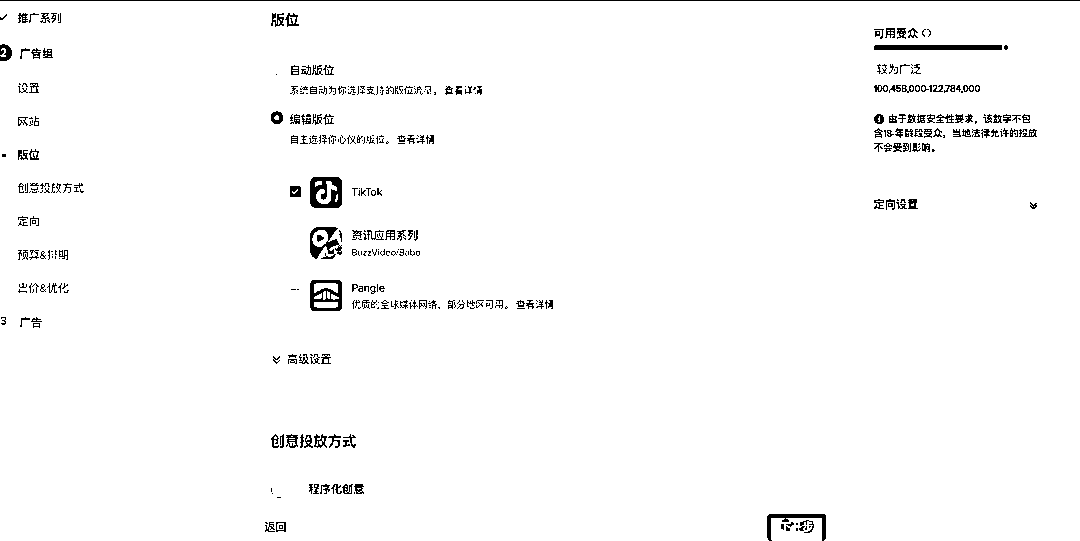 推广系列
2 广告组
设置
网站
版位
创意投放方式
定向
预算&排期
出价&优化
3 广告
版位
自动版位
系统自动为你选择支持的版位流量。 查看详情
编辑版位
自主选择你心仪的版位。 查看详情
TikTok
资讯应用系列
BuzzVideo/Babe
Pangle
优质的全球媒体网络，部分地区可用。 查看详情
高级设置
创意投放方式
程序化创意
返回
下一步
可用受众
较为广泛
100,458,000-122,784,000
由于数据安全性要求，该数字不包
含18-年龄段受众，当地法律允许的投放
不会受到影响。
定向设置